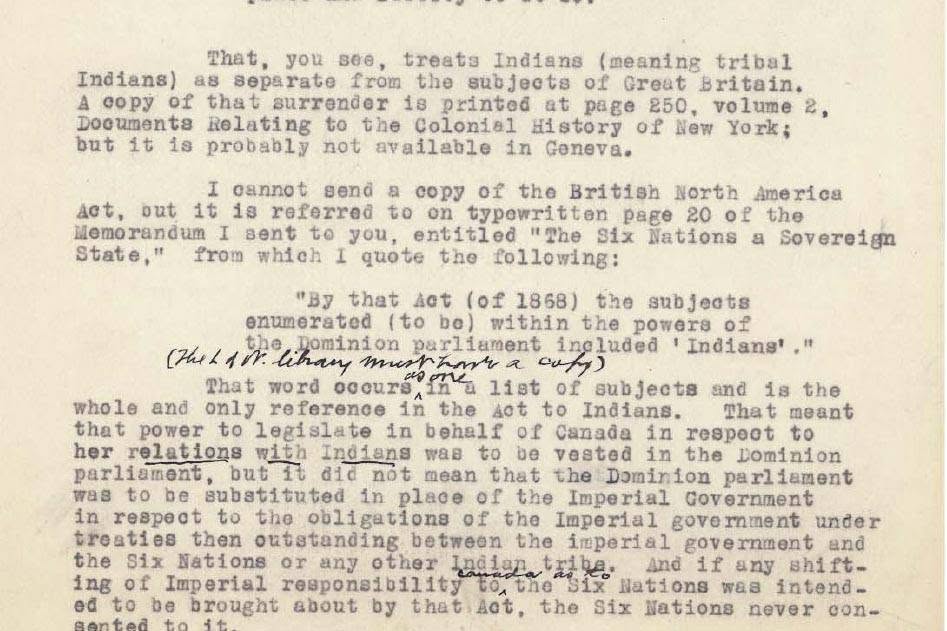 That, you see, treats Indians (meaning tribal
Indians) as separate from the subjects of Great Britain.
A copy of that surrender is printed at page 250, volume 2,
Documents Relating to the Colonial History of New York;
but it is probably not available in Geneva.
I cannot send a copy of the British North America
Act, but it is referred to on typewritten page 20 of the
Memorandum I sent to you, entitled "The Six Nations a Sovereign
State," from which I quote the following:
"By that Act (of 1868) the subjects
enumerated (to be) within the powers of
the Dominion parliament included 'Indians'."
(The L of N. library must have a copy)
as one
That word occurs in a list of subjects and is the
whole and only reference in the Act to Indians. That meant
that power to legislate in behalf of Canada in respect to
her relations with Indians was to be vested in the Dominion
parliament, but it did not mean that the Dominion parliament
was to be substituted in place of the Imperial Government
in respect to the obligations of the Imperial government under
treaties then outstanding between the imperial government and
the Six Nations or any other Indian tribe. And if any shift-
canada as to
ing of Imperial responsibility to the Six Nations was intend-
ed to be brought about by that Act, the Six Nations never con-
sented to it.